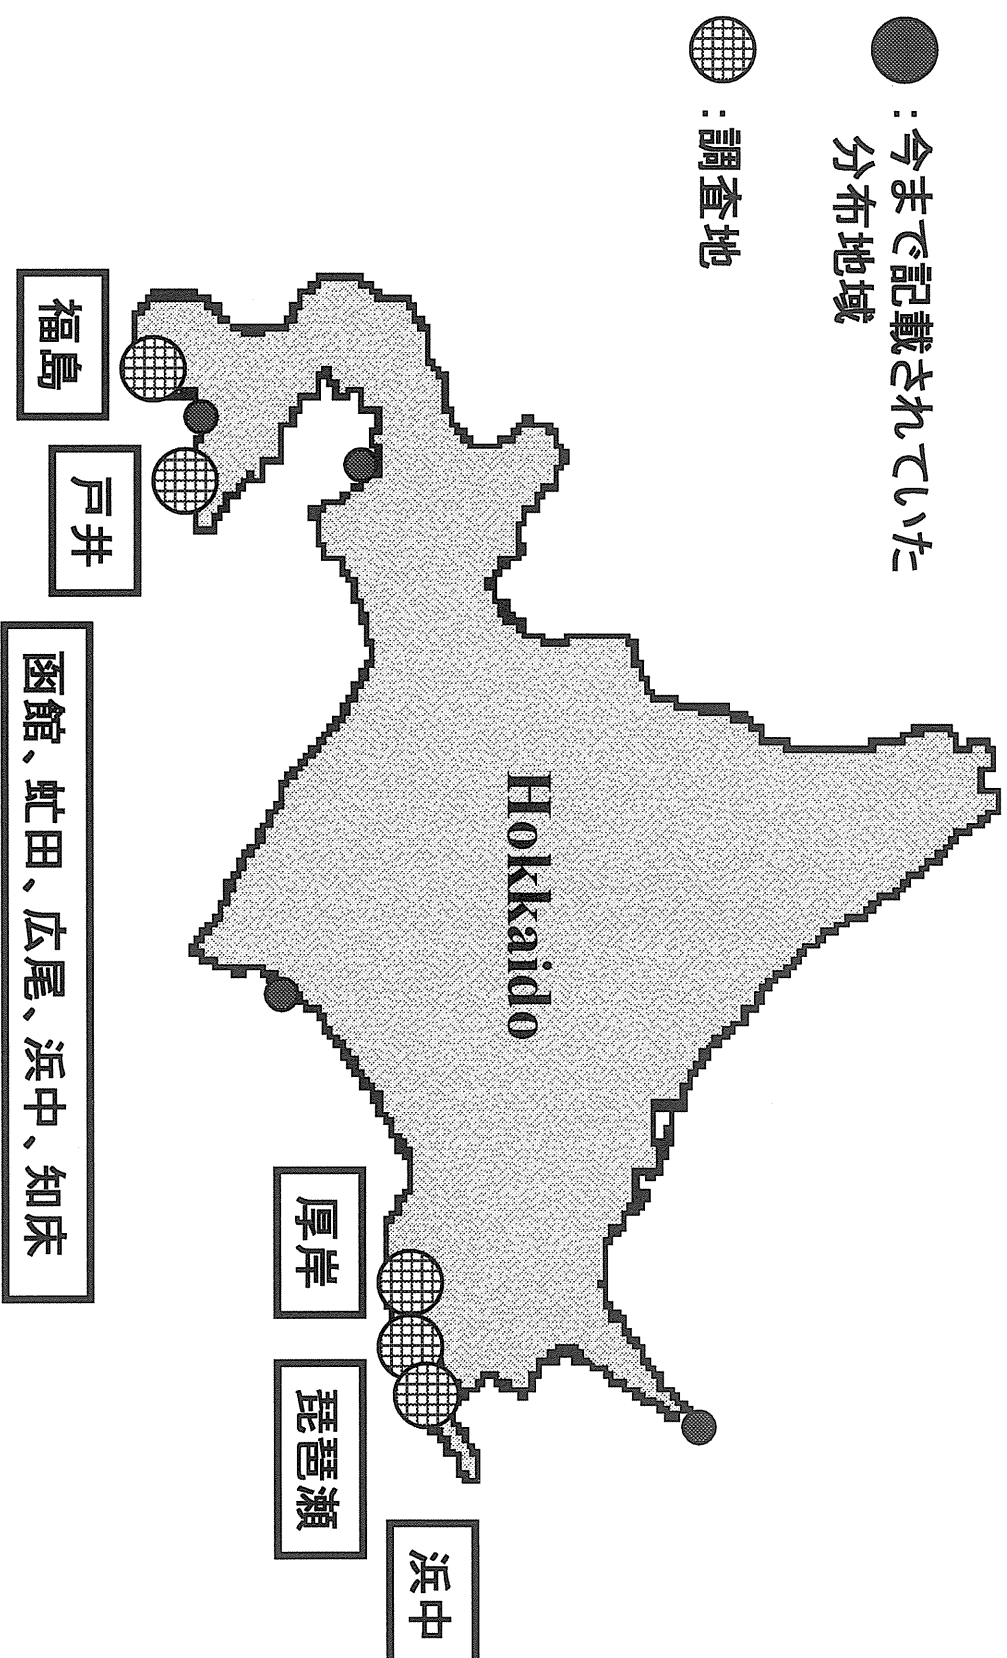 ：今まで記載されていた
分布地域
：調査地
Hokkaido
福島
戸井
函館、虻田、広尾、浜中、知床
厚岸
琵琶瀬
浜中